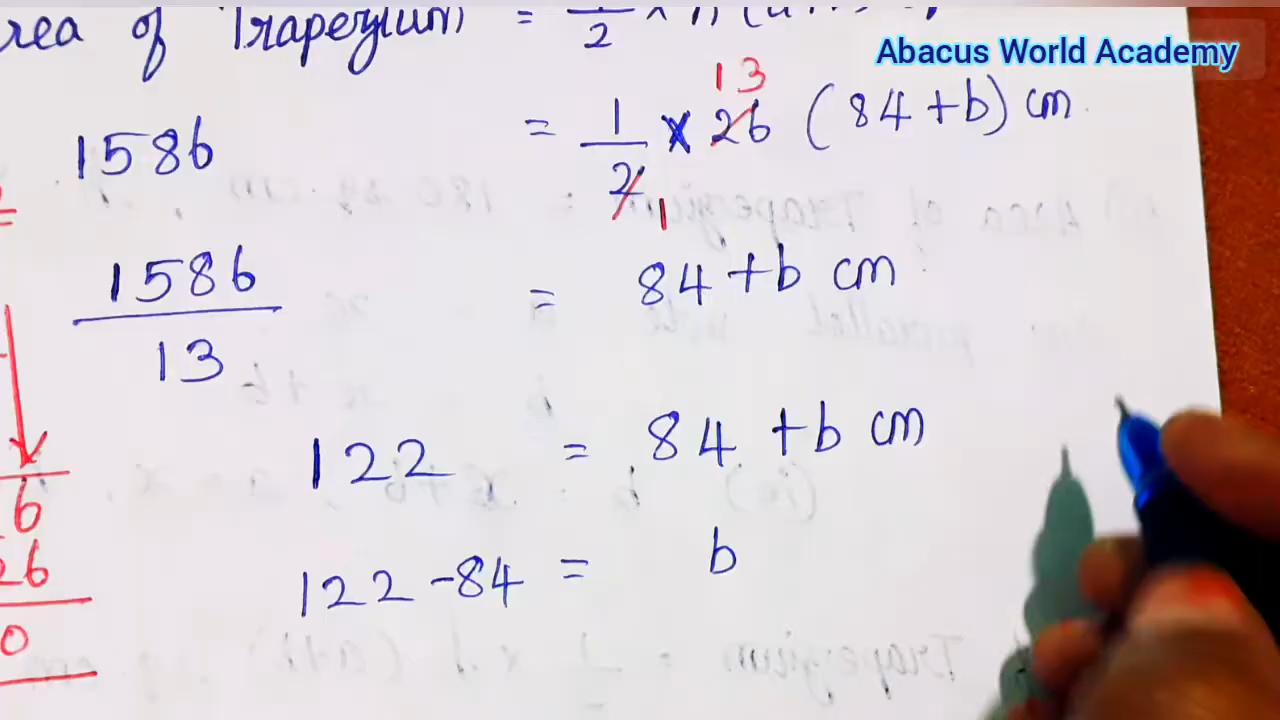 rea of Trapezium = 1/2 × h (a+b)
Abacus World Academy
13
1586 = 1/2 × 26 (84+b) cm
1
1586/13 = 84+b cm
122 = 84+b cm
6
122-84 = b
26
0